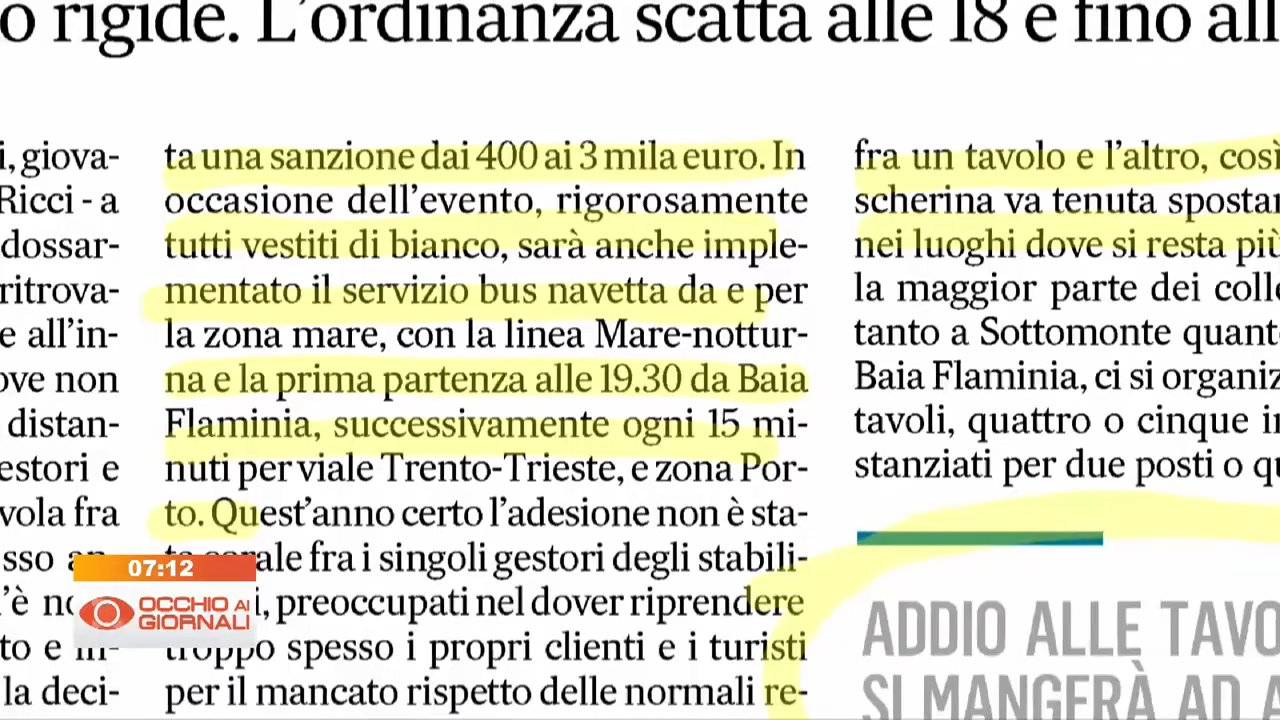 o rigide. L'ordinanza scatta alle 18 e fino all
i, giova-
Ricci - a
dossar-
ritrova-
e all'in-
ove non
distan-
estori e
vola fra
sso
'è
to e in-
la deci-
ta una sanzione dai 400 ai 3 mila euro. In
occasione dell'evento, rigorosamente
tutti vestiti di bianco, sarà anche imple-
mentato il servizio bus navetta da e per
la zona mare, con la linea Mare-nottur-
na e la prima partenza alle 19.30 da Baia
Flaminia, successivamente ogni 15 mi-
nuti per viale Trento-Trieste, e zona Por-
to. Quest'anno certo l'adesione non è sta-
ta corale fra i singoli gestori degli stabili-
i, preoccupati nel dover riprendere
troppo spesso i propri clienti e i turisti
per il mancato rispetto delle normali re-
fra un tavolo e l'altro, così
scherina va tenuta spostar
nei luoghi dove si resta più
la maggior parte dei colle
tanto a Sottomonte quant
Baia Flaminia, ci si organiz
tavoli, quattro o cinque in
stanziati per due posti o qu
ADDIO ALLE TAVO
SI MANGERÀ AD A
07:12
OCCHIO AI
GIORNALI